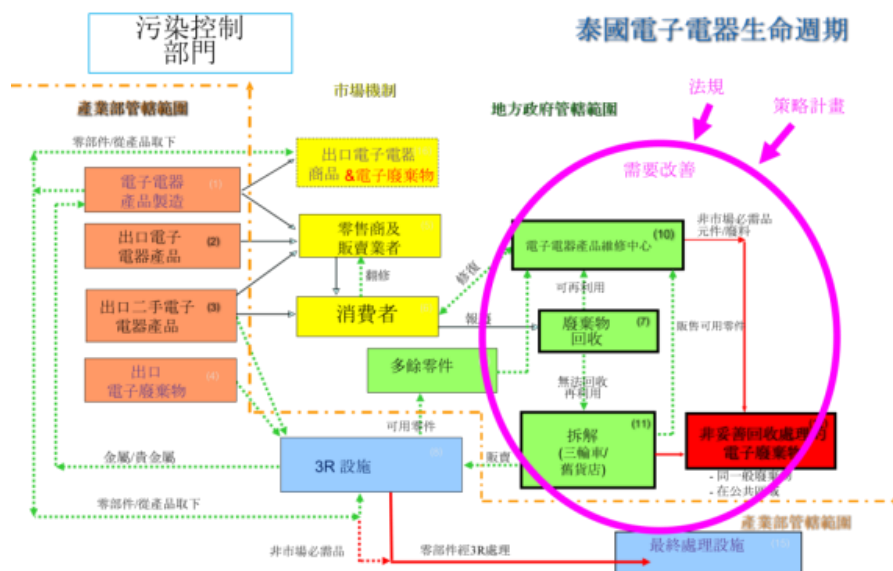 污染控制
部門
泰國電子電器生命週期
法規
策略計畫
市場機制
產業部管轄範圍
地方政府管轄範圍
需要改善
零部件/從產品取下
出口電子電器
商品&電子廢棄物
電子電器
產品製造
(1)
零售商及
販賣業者
電子電器產品維修中心
(10)
非市場必需品
元件/廢料
出口電子
電器產品
(2)
翻修
修復
可再利用
出口二手電子
電器產品
(3)
消費者
報廢
廢棄物
回收
(7)
販售可用零件
出口
電子廢棄物
(4)
多餘零件
無法回收
再利用
可用零件
拆解
(三輪車/
舊貨店)
(11)
非妥善回收處理的
電子廢棄物
- 同一般廢棄物
- 在公共區域
金屬/貴金屬
3R 設施
販賣
零部件/從產品取下
產業部管轄範圍
非市場必需品
零部件經3R處理
最終處理設施